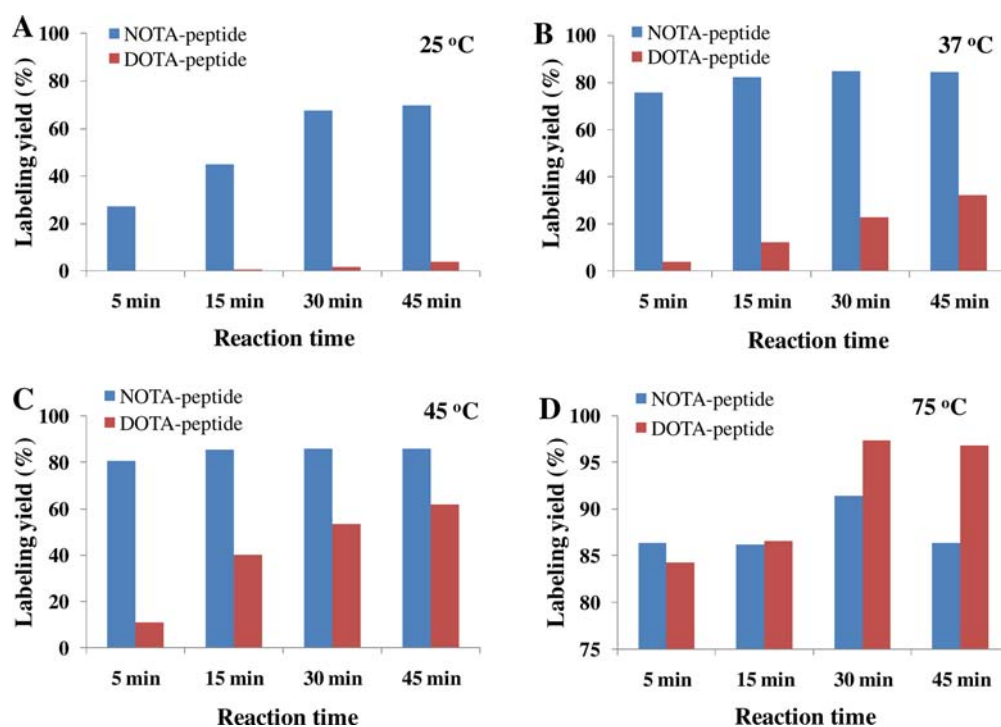 A
25 °C
NOTA-peptide
DOTA-peptide
Labeling yield (%)
100
80
60
40
20
0
5 min 15 min 30 min 45 min
Reaction time
B
37 °C
NOTA-peptide
DOTA-peptide
Labeling yield (%)
100
80
60
40
20
0
5 min 15 min 30 min 45 min
Reaction time
C
45 °C
NOTA-peptide
DOTA-peptide
Labeling yield (%)
100
80
60
40
20
0
5 min 15 min 30 min 45 min
Reaction time
D
75 °C
NOTA-peptide
DOTA-peptide
Labeling yield (%)
100
95
90
85
80
75
5 min 15 min 30 min 45 min
Reaction time